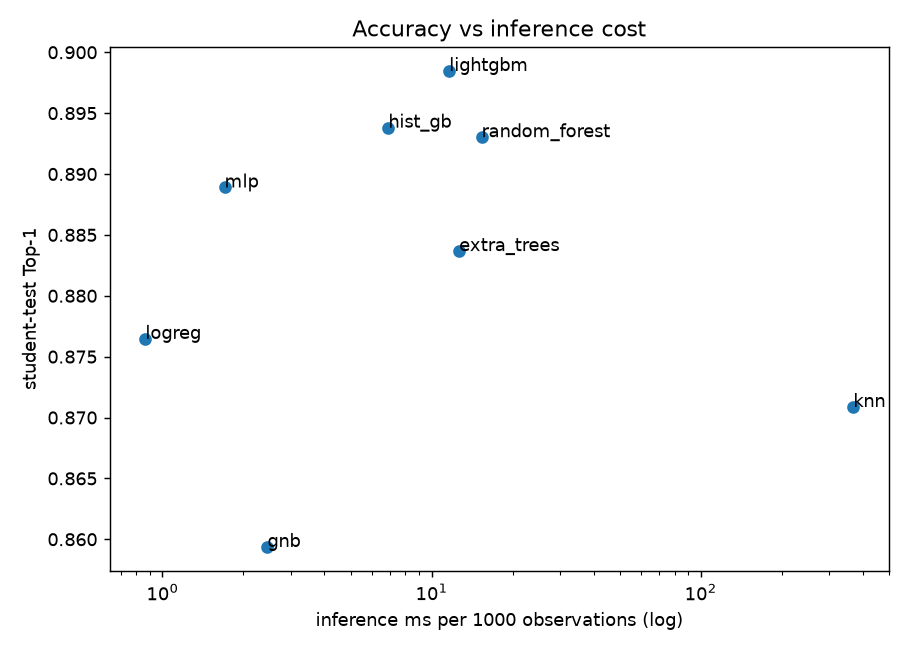 Accuracy vs inference cost
student-test Top-1
0.900
0.895
0.890
0.885
0.880
0.875
0.870
0.865
0.860
lightgbm
hist_gb
random_forest
mlp
extra_trees
logreg
knn
gnb
10⁰
10¹
10²
inference ms per 1000 observations (log)